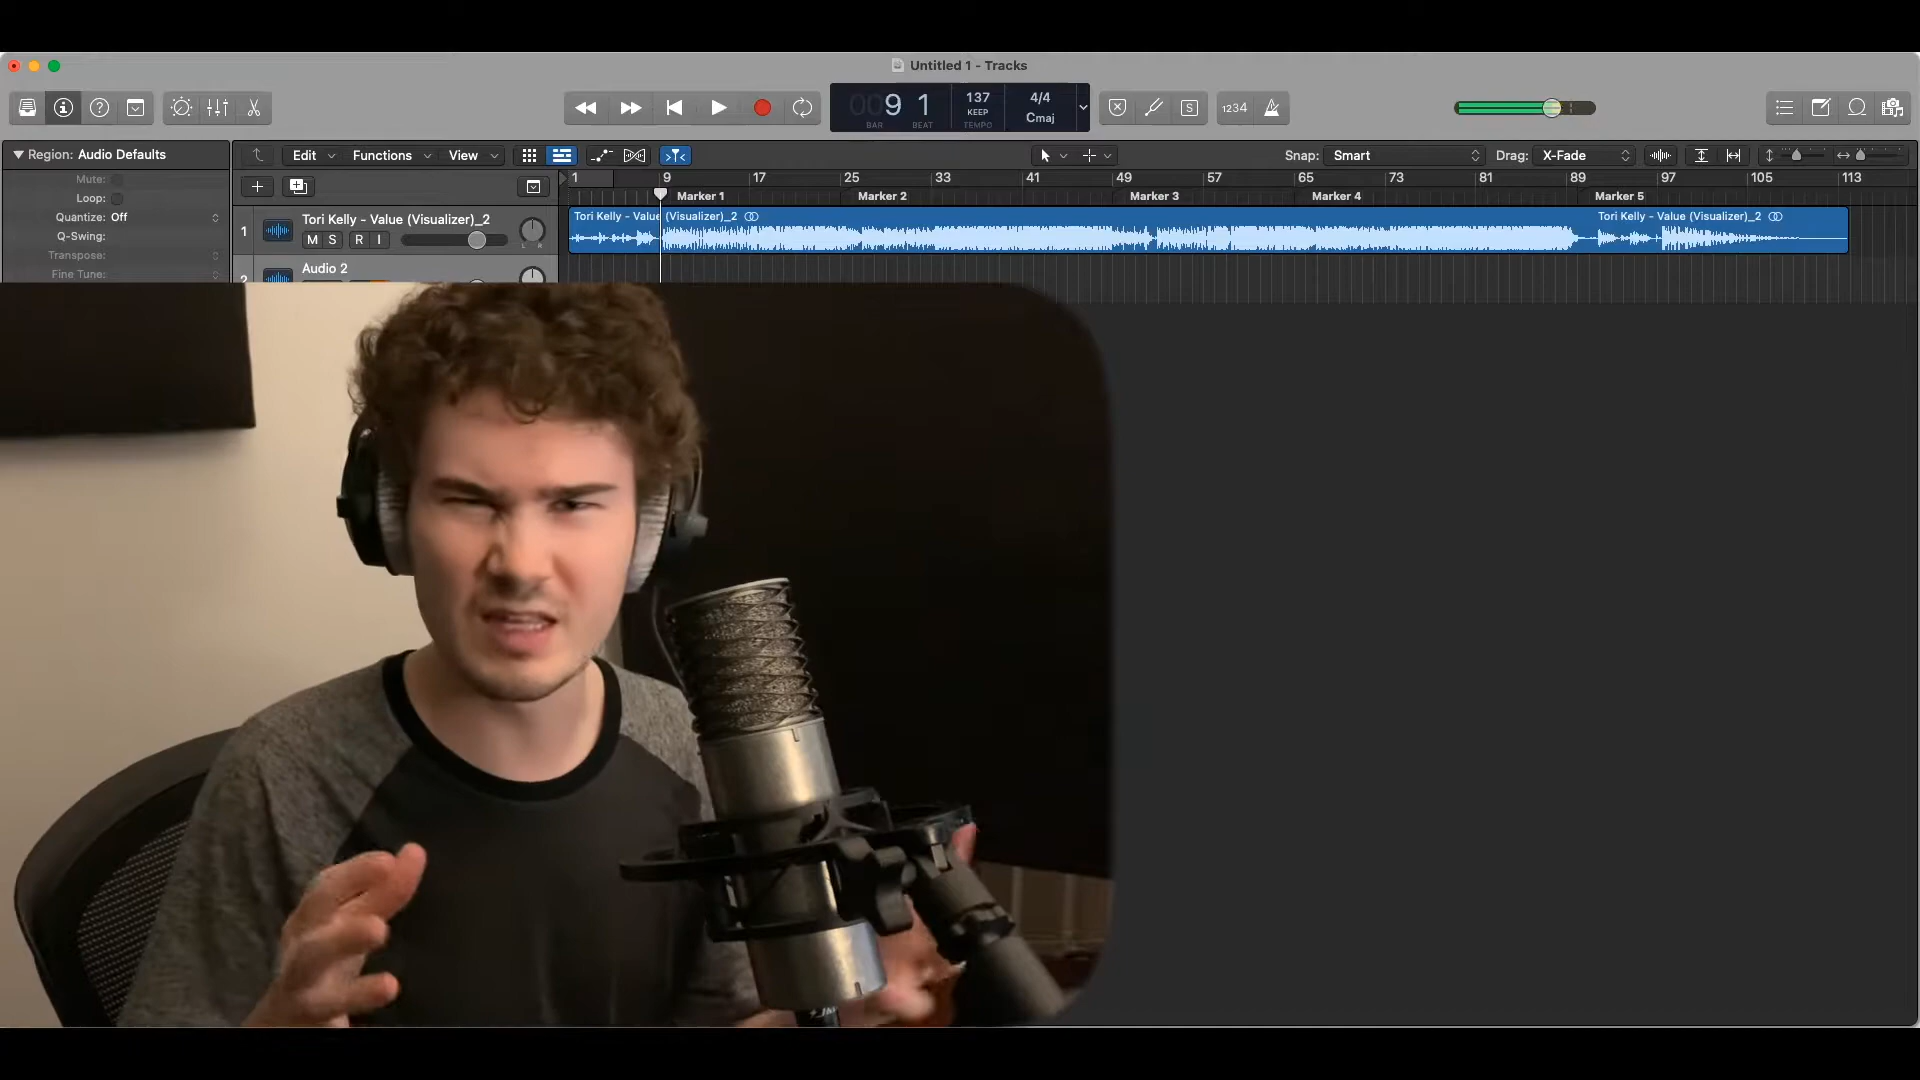 Untitled 1 - Tracks
009 1
BAR BEAT
137
KEEP
TEMPO
4/4
Cmaj
S
1234
Region: Audio Defaults
Edit
Functions
View
Snap: Smart
Drag: X-Fade
Mute:
Loop:
Quantize: Off
Q-Swing:
Transpose:
Fine Tune:
1 9 17 25 33 41 49 57 65 73 81 89 97 105 113
Marker 1 Marker 2 Marker 3 Marker 4 Marker 5
1
Tori Kelly - Value (Visualizer)_2
M S R I
L R
Tori Kelly - Value (Visualizer)_2
Tori Kelly - Value (Visualizer)_2
2
Audio 2